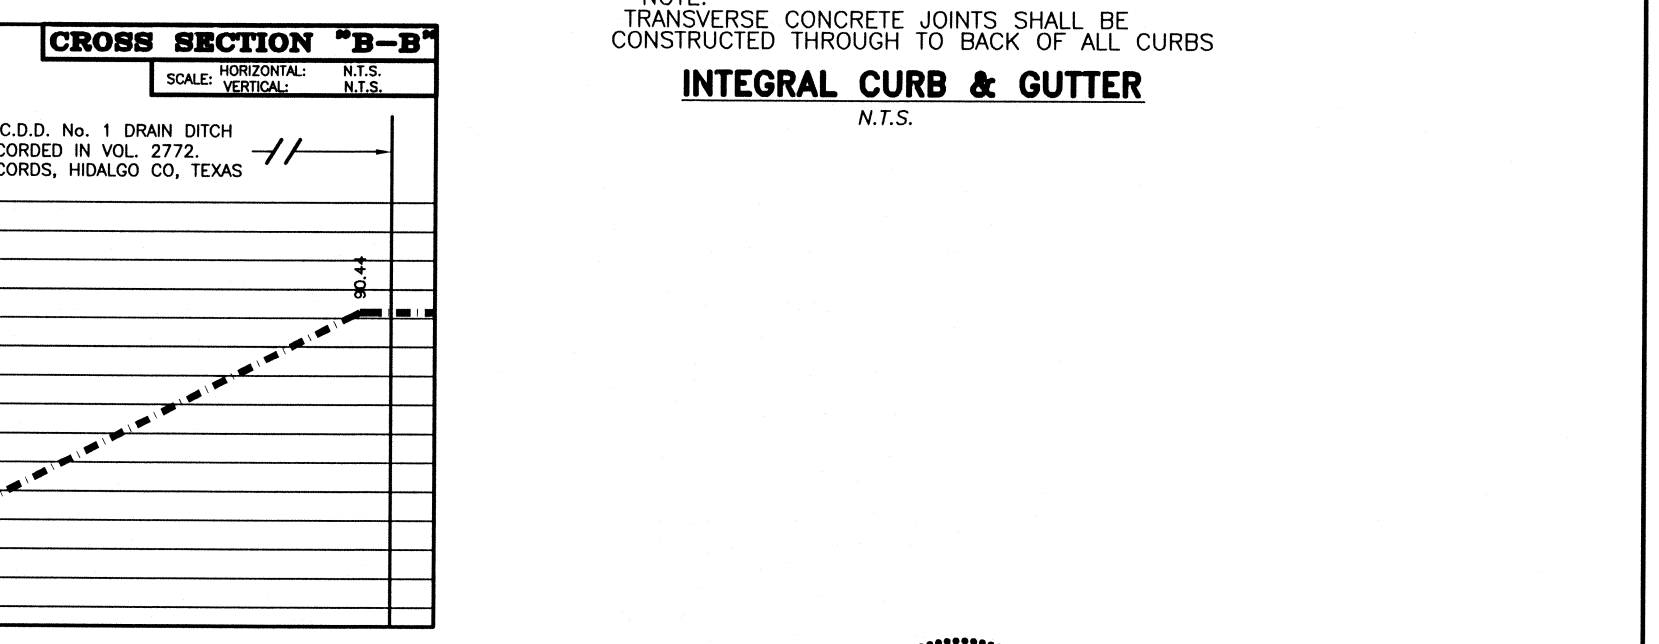 CROSS SECTION "B-B"
SCALE: HORIZONTAL: N.T.S.
VERTICAL: N.T.S.
C.D.D. No. 1 DRAIN DITCH
CORDED IN VOL. 2772.
CORDS, HIDALGO CO, TEXAS
90.44
NOTE:
TRANSVERSE CONCRETE JOINTS SHALL BE
CONSTRUCTED THROUGH TO BACK OF ALL CURBS
INTEGRAL CURB & GUTTER
N.T.S.